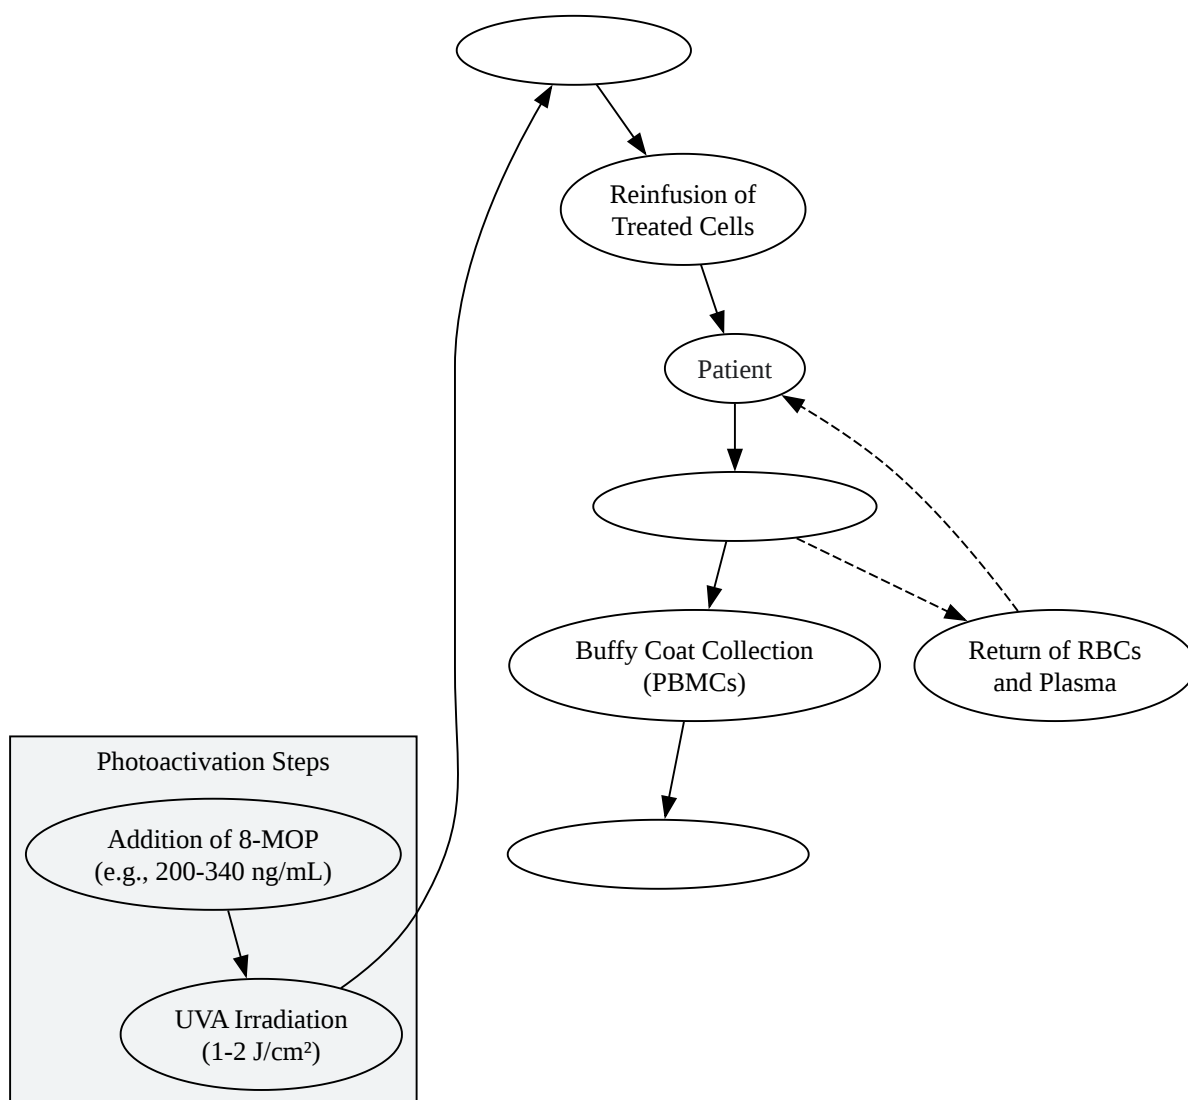 Reinfusion of
Treated Cells
Patient
Buffy Coat Collection
(PBMCs)
Return of RBCs
and Plasma
Photoactivation Steps
Addition of 8-MOP
(e.g., 200-340 ng/mL)
UVA Irradiation
(1-2 J/cm²)